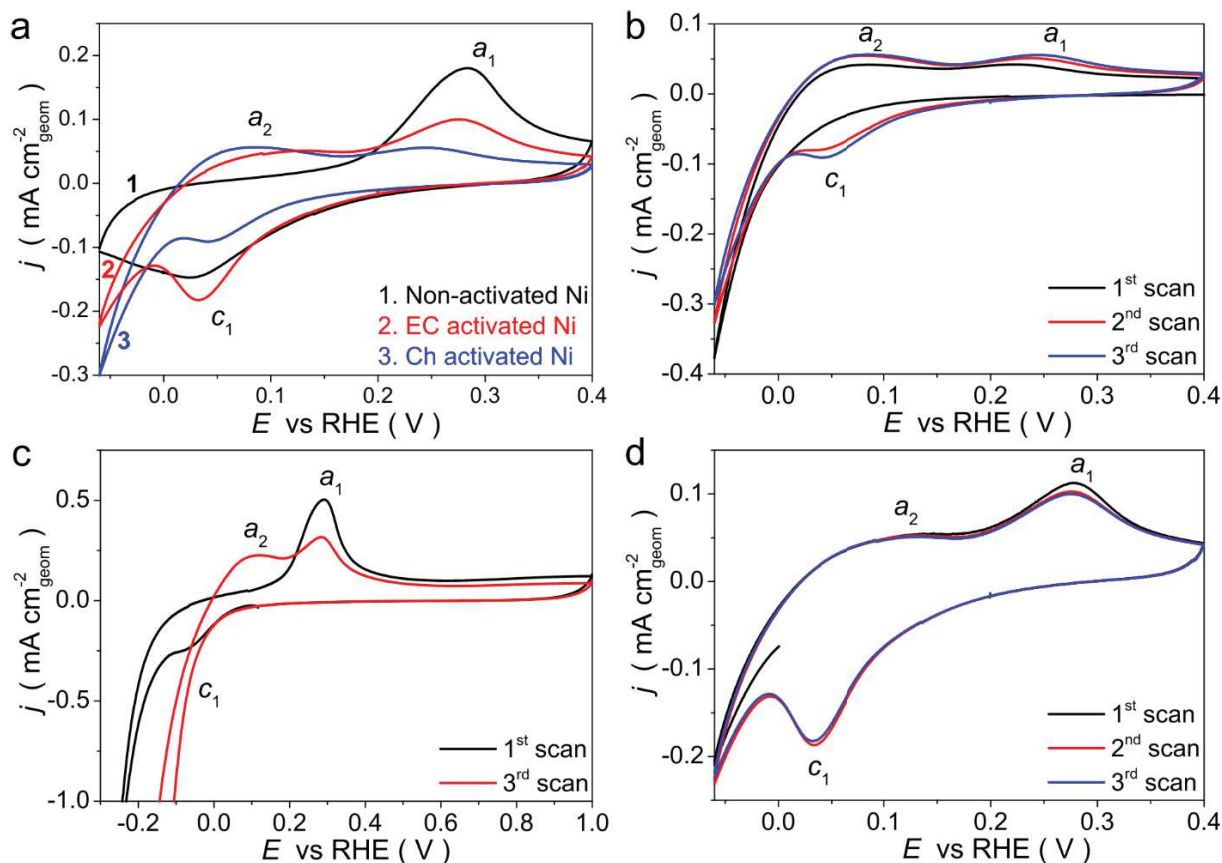 a
0.2
0.1
0.0
-0.1
-0.2
-0.3
j ( mA cm⁻²geom )
a₁
a₂
1
2
3
c₁
1. Non-activated Ni
2. EC activated Ni
3. Ch activated Ni
0.0 0.1 0.2 0.3 0.4
E vs RHE ( V )
b
0.1
0.0
-0.1
-0.2
-0.3
-0.4
j ( mA cm⁻²geom )
a₂ a₁
c₁
1st scan
2nd scan
3rd scan
0.0 0.1 0.2 0.3 0.4
E vs RHE ( V )
c
0.5
0.0
-0.5
-1.0
j ( mA cm⁻²geom )
a₁
a₂
c₁
1st scan
3rd scan
-0.2 0.0 0.2 0.4 0.6 0.8 1.0
E vs RHE ( V )
d
0.1
0.0
-0.1
-0.2
j ( mA cm⁻²geom )
a₁
a₂
c₁
1st scan
2nd scan
3rd scan
0.0 0.1 0.2 0.3 0.4
E vs RHE ( V )